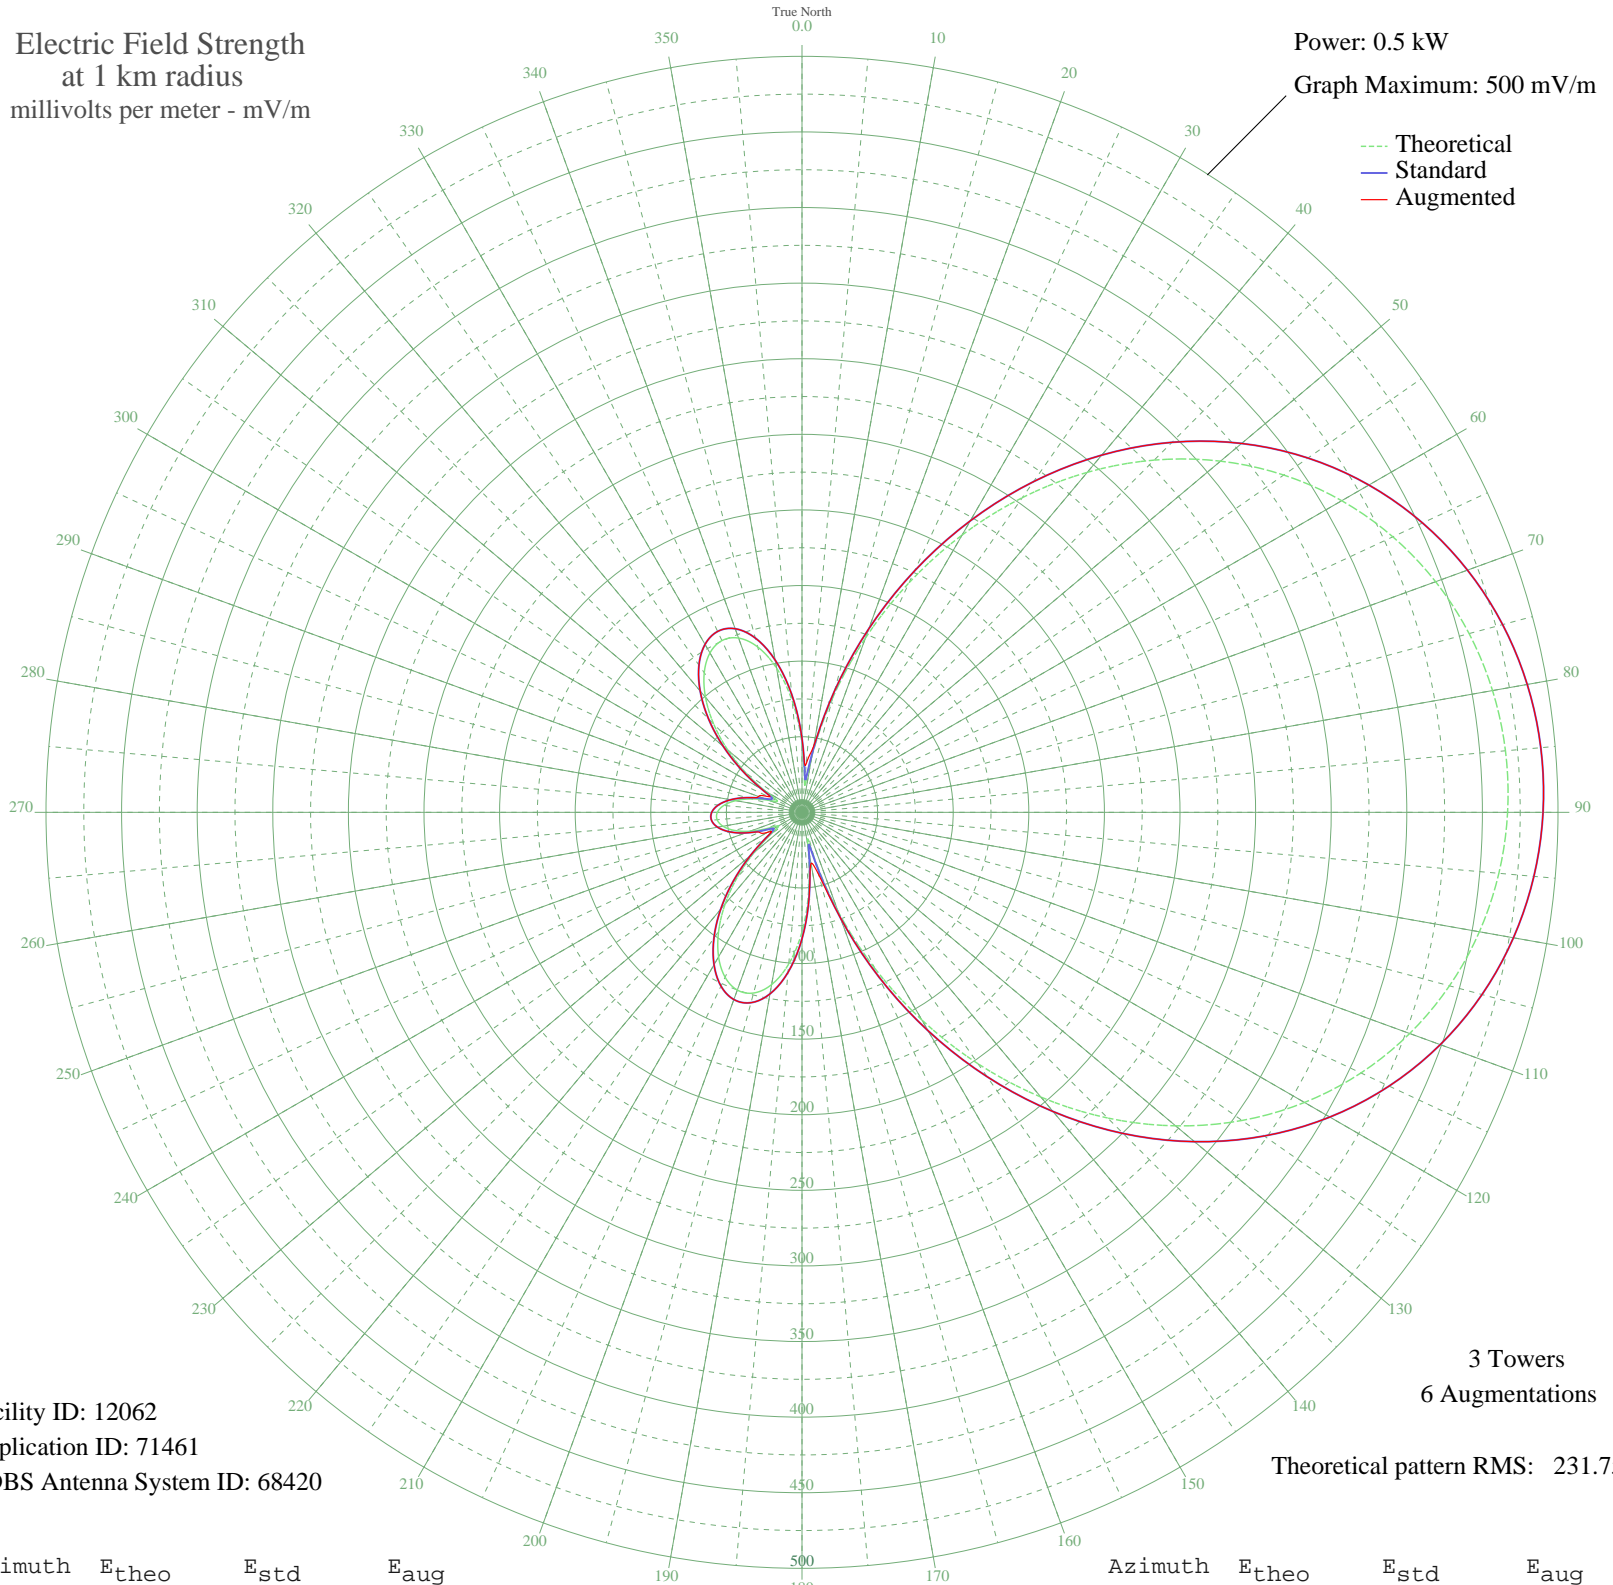 True North
0.0
Electric Field Strength
at 1 km radius
millivolts per meter - mV/m
Power: 0.5 kW
Graph Maximum: 500 mV/m
Theoretical
Standard
Augmented
10
20
30
40
50
60
70
80
90
100
110
120
130
140
150
160
170
190
200
210
220
230
240
250
260
270
280
290
300
310
320
330
340
350
100
150
200
250
300
350
400
450
500
3 Towers
6 Augmentations
Theoretical pattern RMS: 231.7
cility ID: 12062
plication ID: 71461
DBS Antenna System ID: 68420
imuth Etheo Estd Eaug
Azimuth Etheo Estd Eaug